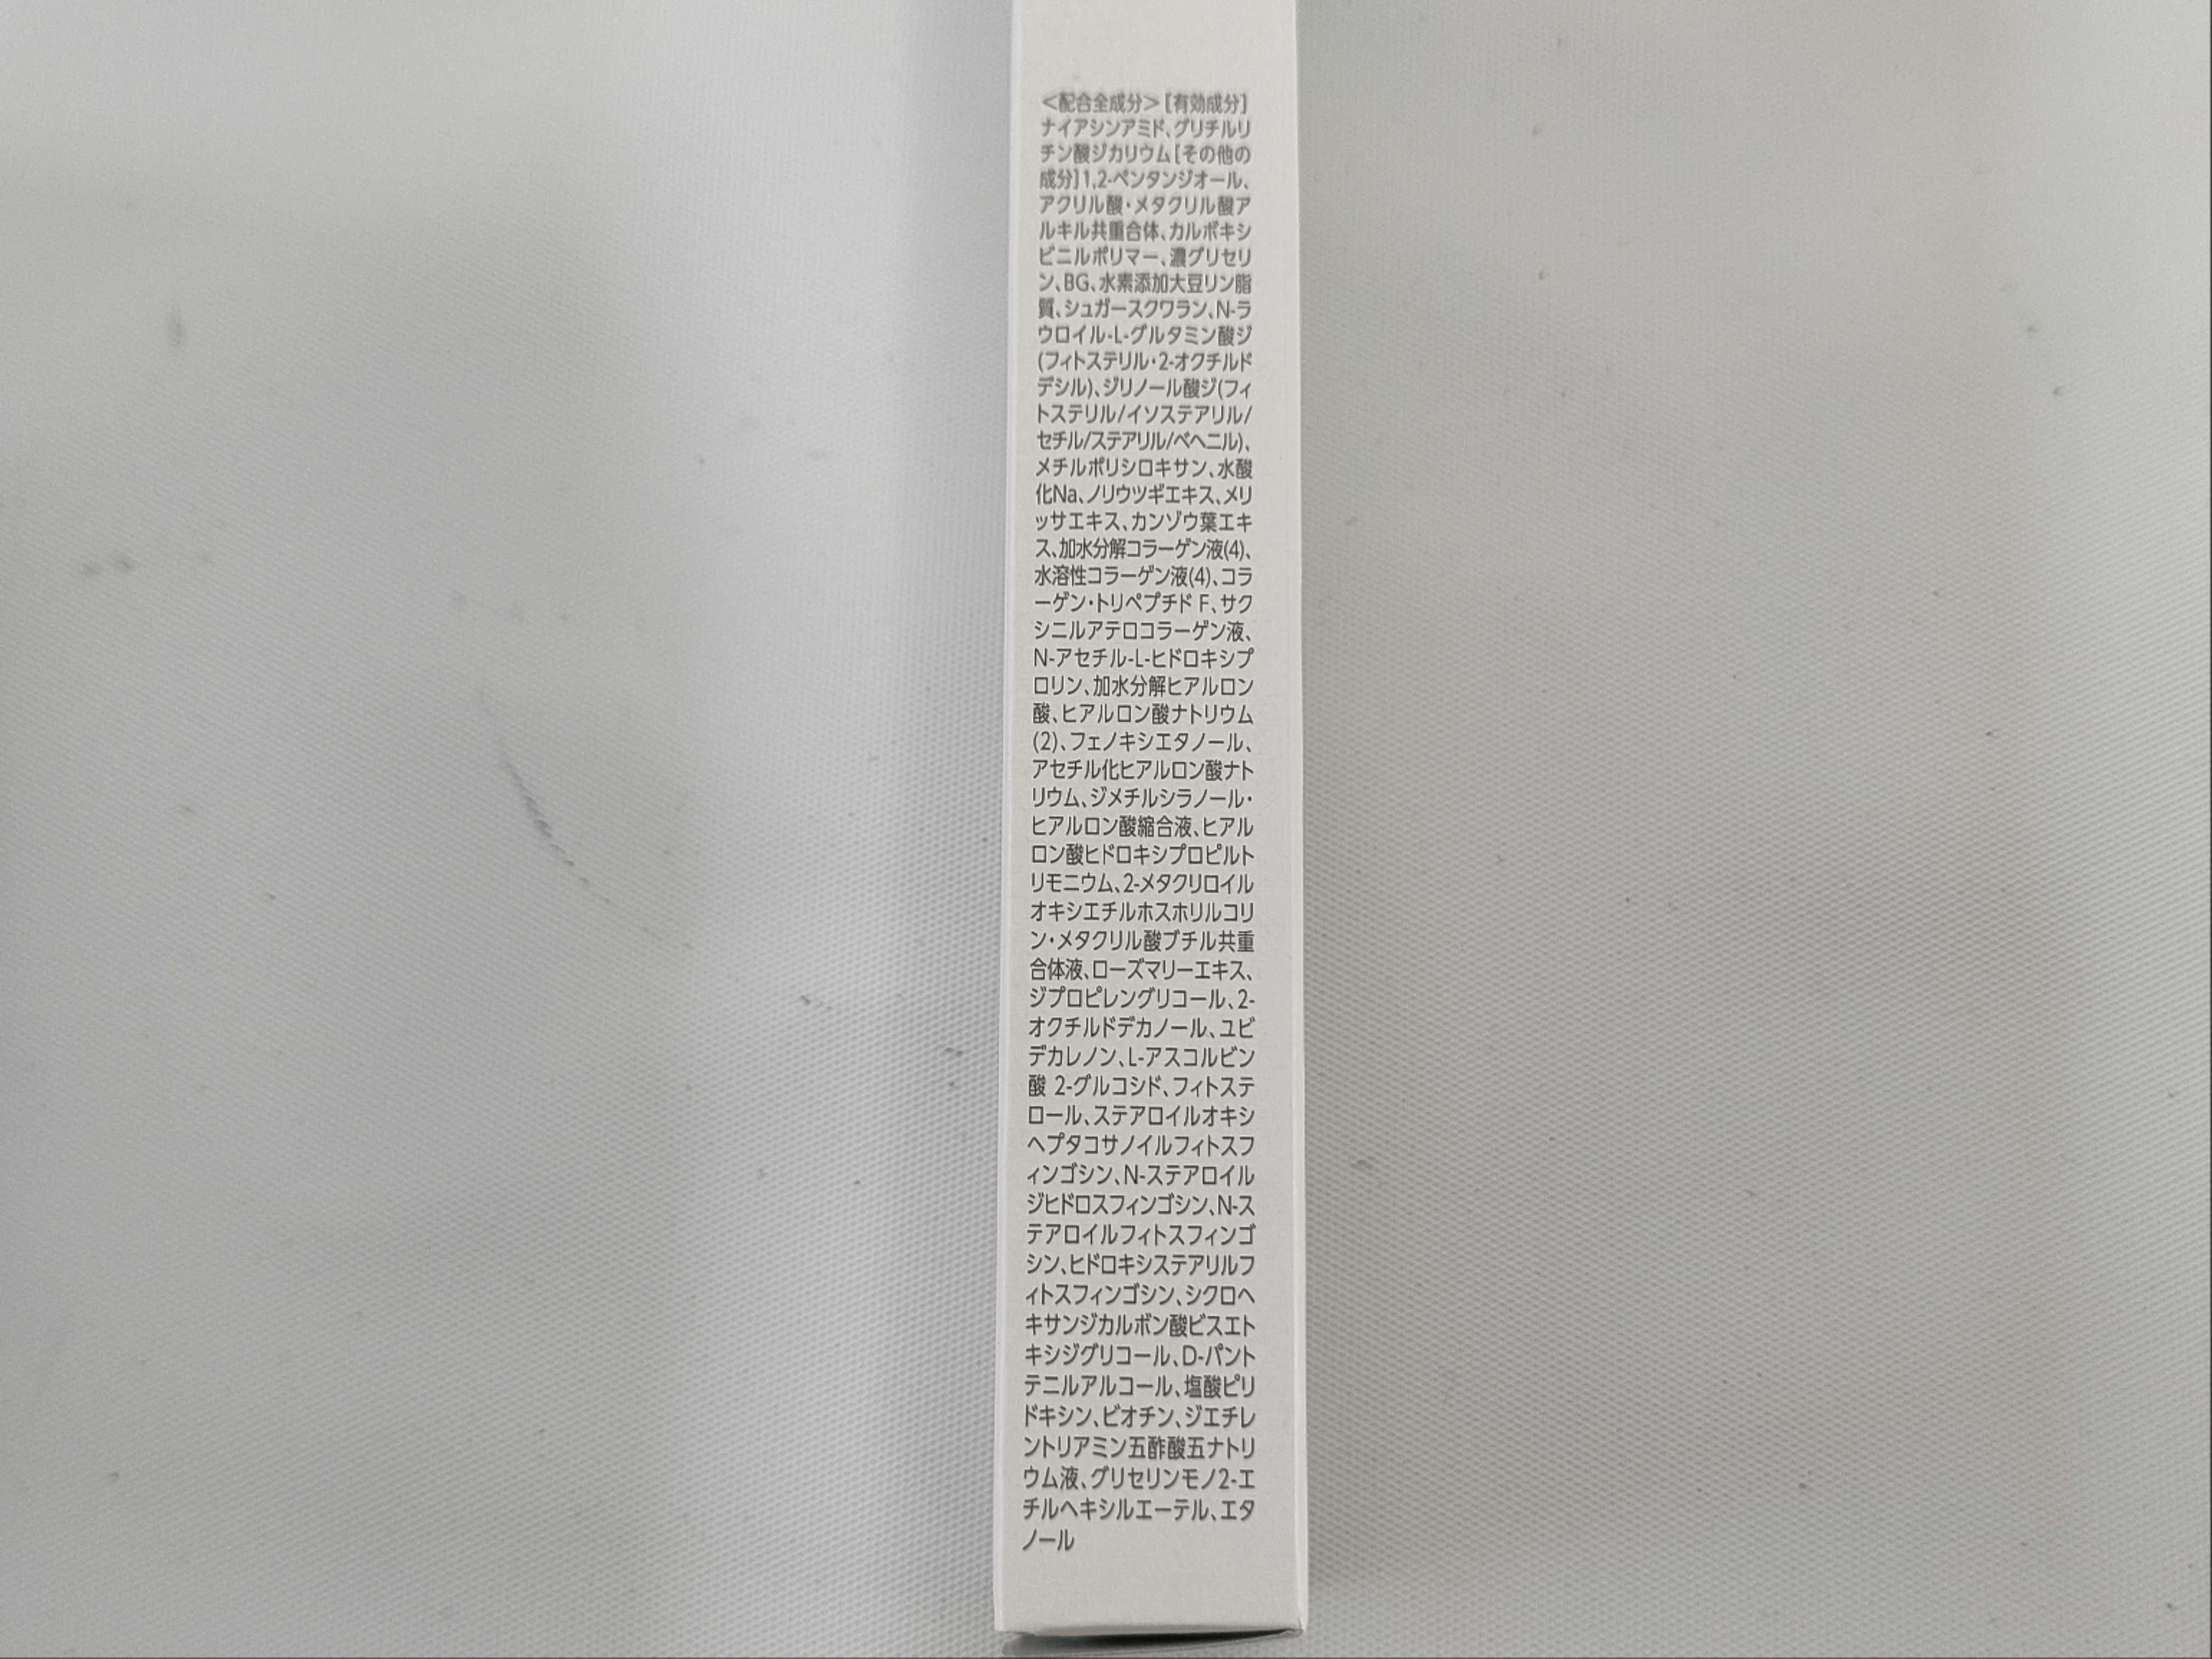 ＜配合全成分＞[有効成分]
ナイアシンアミド、グリチルリ
チン酸ジカリウム[その他の
成分]1,2-ペンタンジオール、
アクリル酸・メタクリル酸ア
ルキル共重合体、カルボキシ
ビニルポリマー、濃グリセリ
ン、BG、水素添加大豆リン脂
質、シュガースクワラン、N-ラ
ウロイル-L-グルタミン酸ジ
(フィトステリル・2-オクチルド
デシル)、ジリノール酸ジ(フィ
トステリル/イソステアリル/
セチル/ステアリル/ベヘニル)、
メチルポリシロキサン、水酸
化Na、ノリウツギエキス、メリ
ッサエキス、カンゾウ葉エキ
ス、加水分解コラーゲン液(4)、
水溶性コラーゲン液(4)、コラ
ーゲン・トリペプチド F、サク
シニルアテロコラーゲン液、
N-アセチル-L-ヒドロキシプ
ロリン、加水分解ヒアルロン
酸、ヒアルロン酸ナトリウム
(2)、フェノキシエタノール、
アセチル化ヒアルロン酸ナト
リウム、ジメチルシラノール・
ヒアルロン酸縮合液、ヒアル
ロン酸ヒドロキシプロピルト
リモニウム、2-メタクリロイル
オキシエチルホスホリルコリ
ン・メタクリル酸ブチル共重
合体液、ローズマリーエキス、
ジプロピレングリコール、2-
オクチルドデカノール、ユビ
デカレノン、L-アスコルビン
酸 2-グルコシド、フィトステ
ロール、ステアロイルオキシ
ヘプタコサノイルフィトスフ
ィンゴシン、N-ステアロイル
ジヒドロスフィンゴシン、N-ス
テアロイルフィトスフィンゴ
シン、ヒドロキシステアリルフ
ィトスフィンゴシン、シクロヘ
キサンジカルボン酸ビスエト
キシジグリコール、D-パント
テニルアルコール、塩酸ピリ
ドキシン、ビオチン、ジエチレ
ントリアミン五酢酸五ナトリ
ウム液、グリセリンモノ2-エ
チルヘキシルエーテル、エタ
ノール